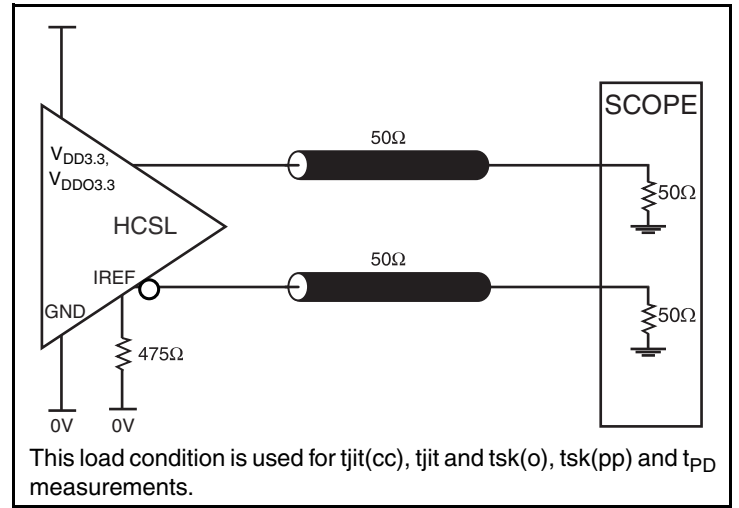 SCOPE
50Ω
V_DD3.3,
V_DDO3.3
50Ω
HCSL
50Ω
IREF
GND
50Ω
475Ω
0V
0V
This load condition is used for tjit(cc), tjit and tsk(o), tsk(pp) and t_PD
measurements.